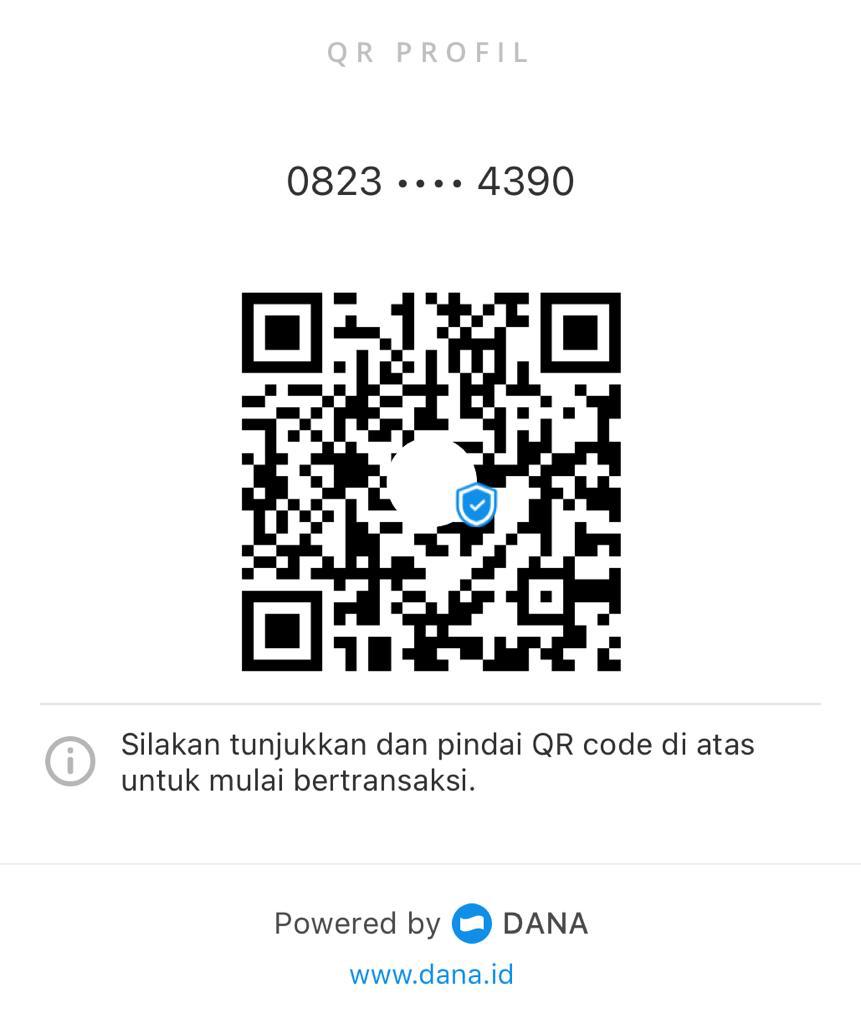 QR PROFIL
0823 •••• 4390
Silakan tunjukkan dan pindai QR code di atas
untuk mulai bertransaksi.
Powered by DANA
www.dana.id